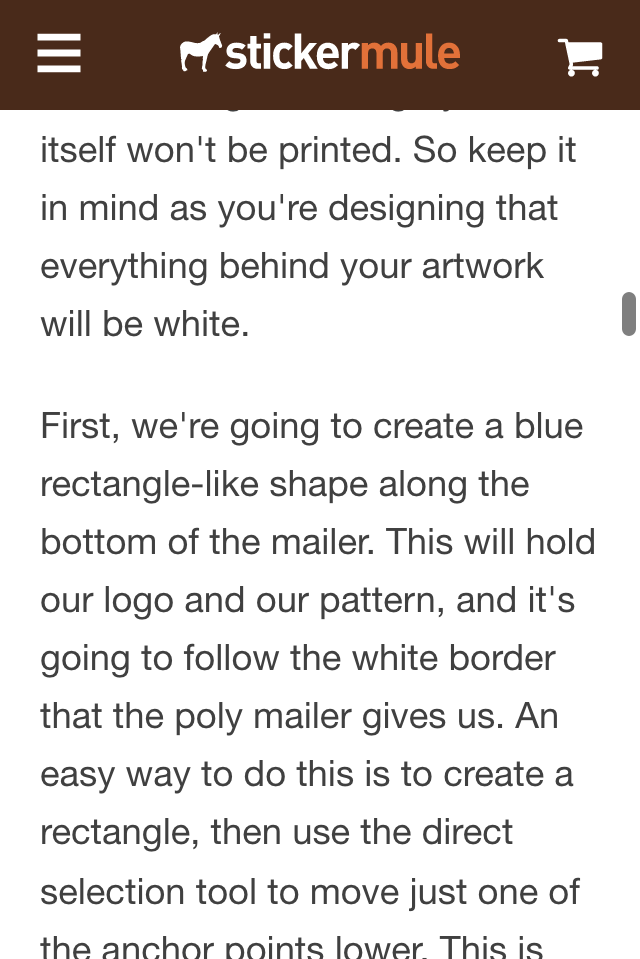 stickermule
itself won't be printed. So keep it
in mind as you're designing that
everything behind your artwork
will be white.
First, we're going to create a blue
rectangle-like shape along the
bottom of the mailer. This will hold
our logo and our pattern, and it's
going to follow the white border
that the poly mailer gives us. An
easy way to do this is to create a
rectangle, then use the direct
selection tool to move just one of
the anchor points lower. This is